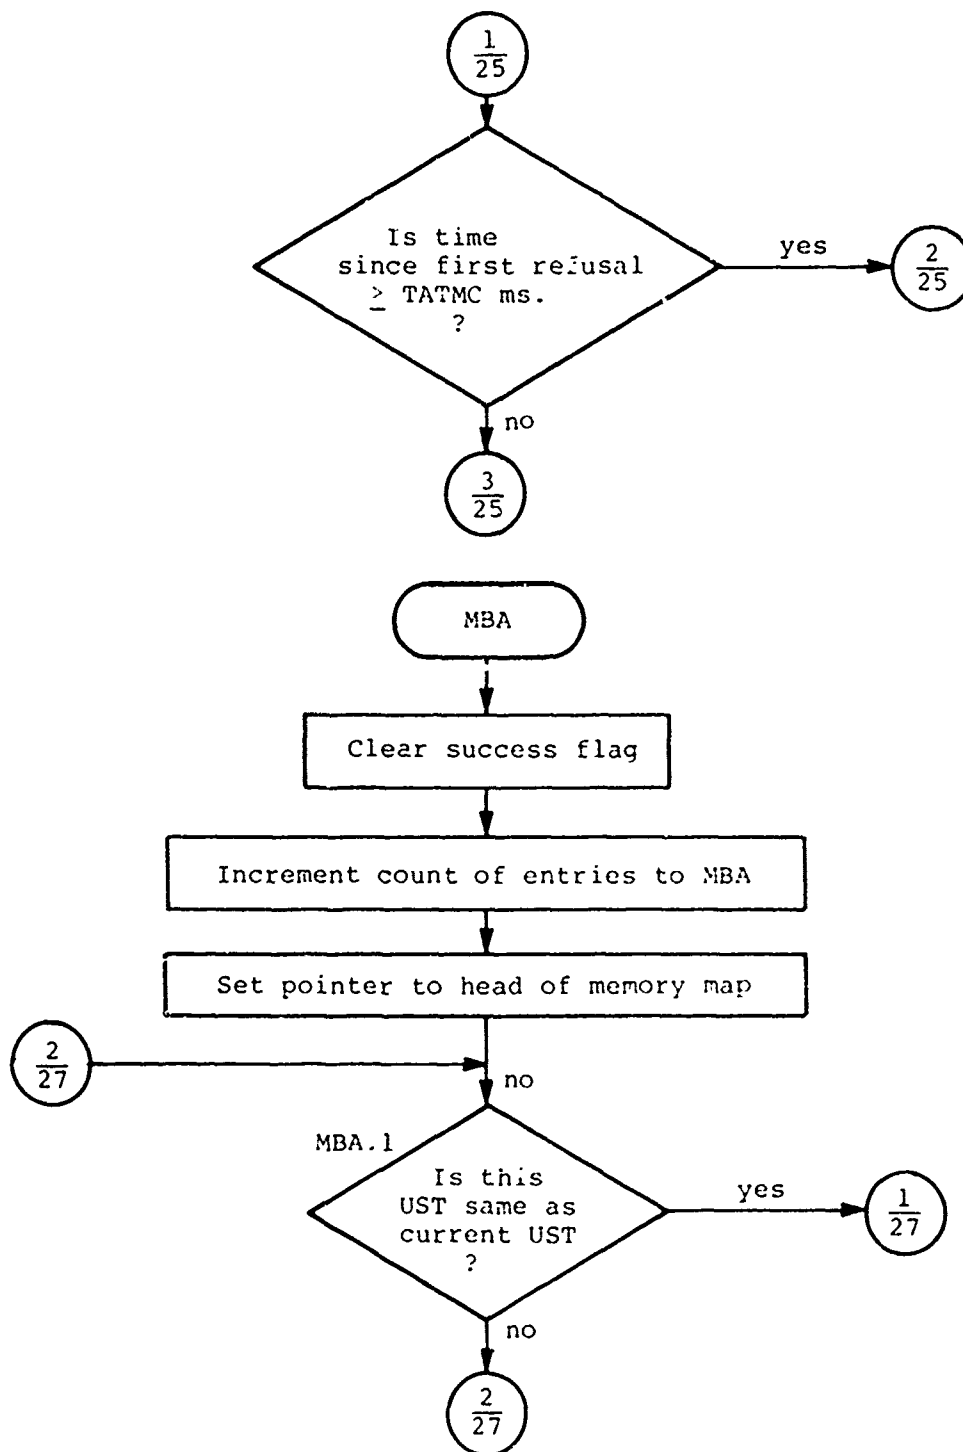 1
25
Is time
since first refusal
≥ TATMC ms.
?
yes
2
25
no
3
25
MBA
Clear success flag
Increment count of entries to MBA
Set pointer to head of memory map
2
27
no
MBA.1
Is this
UST same as
current UST
?
yes
1
27
no
2
27